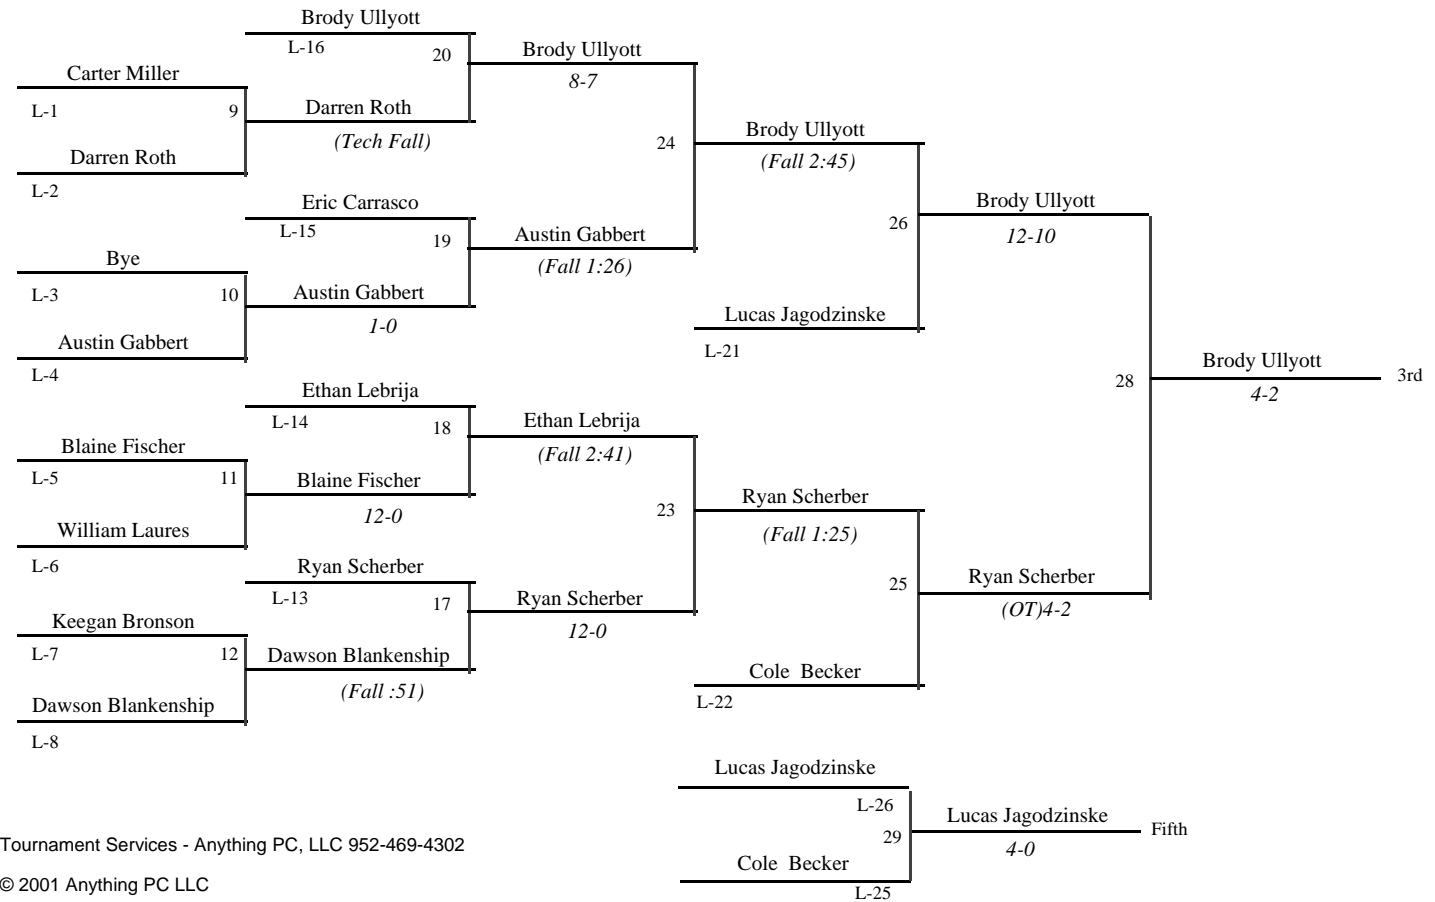 Brody Ullyott
L-16
20
Brody Ullyott
8-7
Carter Miller
L-1
9
Darren Roth
(Tech Fall)
24
Brody Ullyott
(Fall 2:45)
Darren Roth
L-2
Eric Carrasco
L-15
19
Austin Gabbert
(Fall 1:26)
26
Brody Ullyott
12-10
Bye
L-3
10
Austin Gabbert
1-0
Lucas Jagodzinske
L-21
Austin Gabbert
L-4
28
Brody Ullyott
4-2
3rd
Ethan Lebrija
L-14
18
Ethan Lebrija
(Fall 2:41)
Blaine Fischer
L-5
11
Blaine Fischer
12-0
23
Ryan Scherber
(Fall 1:25)
William Laures
L-6
Ryan Scherber
L-13
17
Ryan Scherber
12-0
25
Ryan Scherber
(OT)4-2
Keegan Bronson
L-7
12
Dawson Blankenship
(Fall :51)
Cole  Becker
L-22
Dawson Blankenship
L-8
Lucas Jagodzinske
L-26
29
Lucas Jagodzinske
4-0
Fifth
Cole  Becker
L-25
Tournament Services - Anything PC, LLC 952-469-4302
© 2001 Anything PC LLC